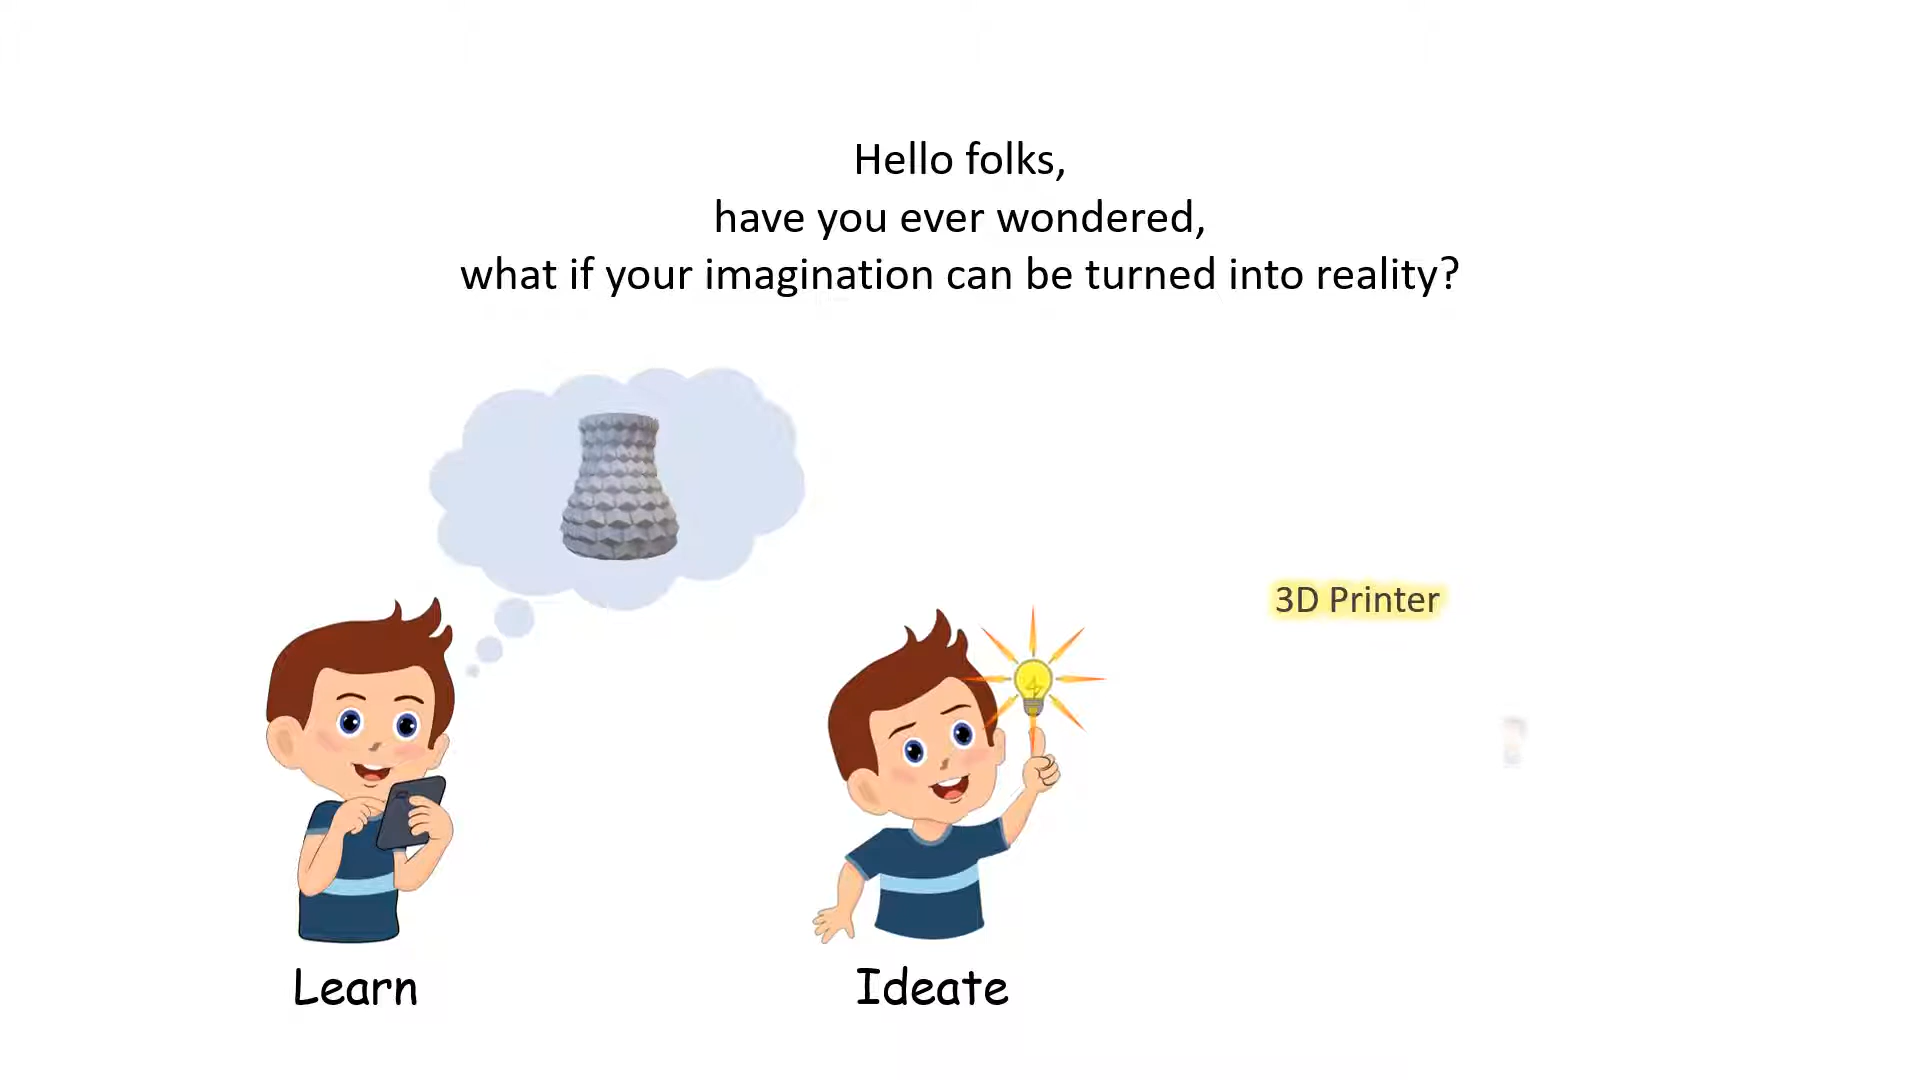 Hello folks,
have you ever wondered,
what if your imagination can be turned into reality?
3D Printer
Learn
Ideate